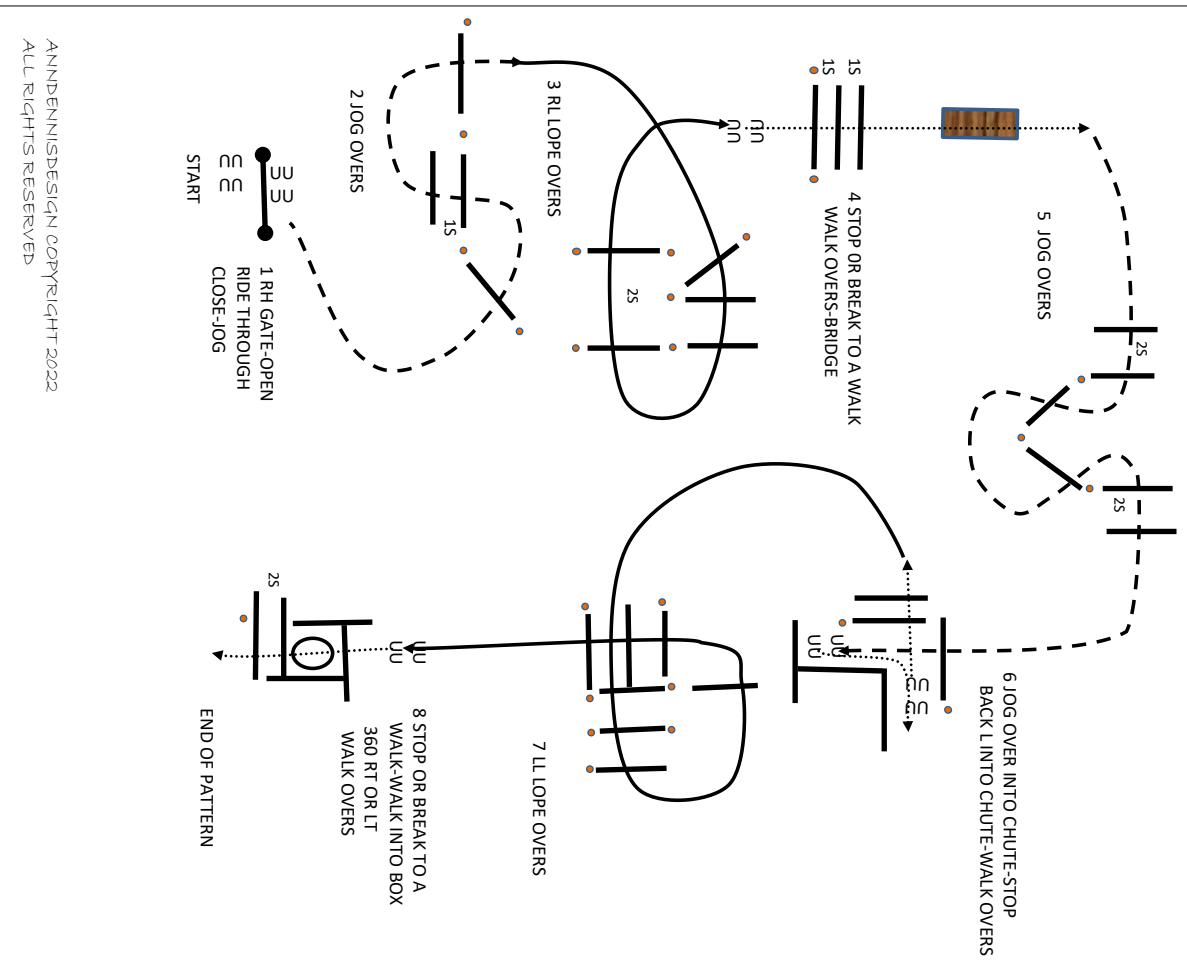 START
1 RH GATE-OPEN
RIDE THROUGH
CLOSE-JOG
2 JOG OVERS
1S
3 RL LOPE OVERS
2S
1S
1S
4 STOP OR BREAK TO A WALK
WALK OVERS-BRIDGE
5 JOG OVERS
2S
2S
6 JOG OVER INTO CHUTE-STOP
BACK L INTO CHUTE-WALK OVERS
7 LL LOPE OVERS
8 STOP OR BREAK TO A
WALK-WALK INTO BOX
360 RT OR LT
WALK OVERS
2S
END OF PATTERN
ANNDENNISDESIGN COPYRIGHT 2022
ALL RIGHTS RESERVED